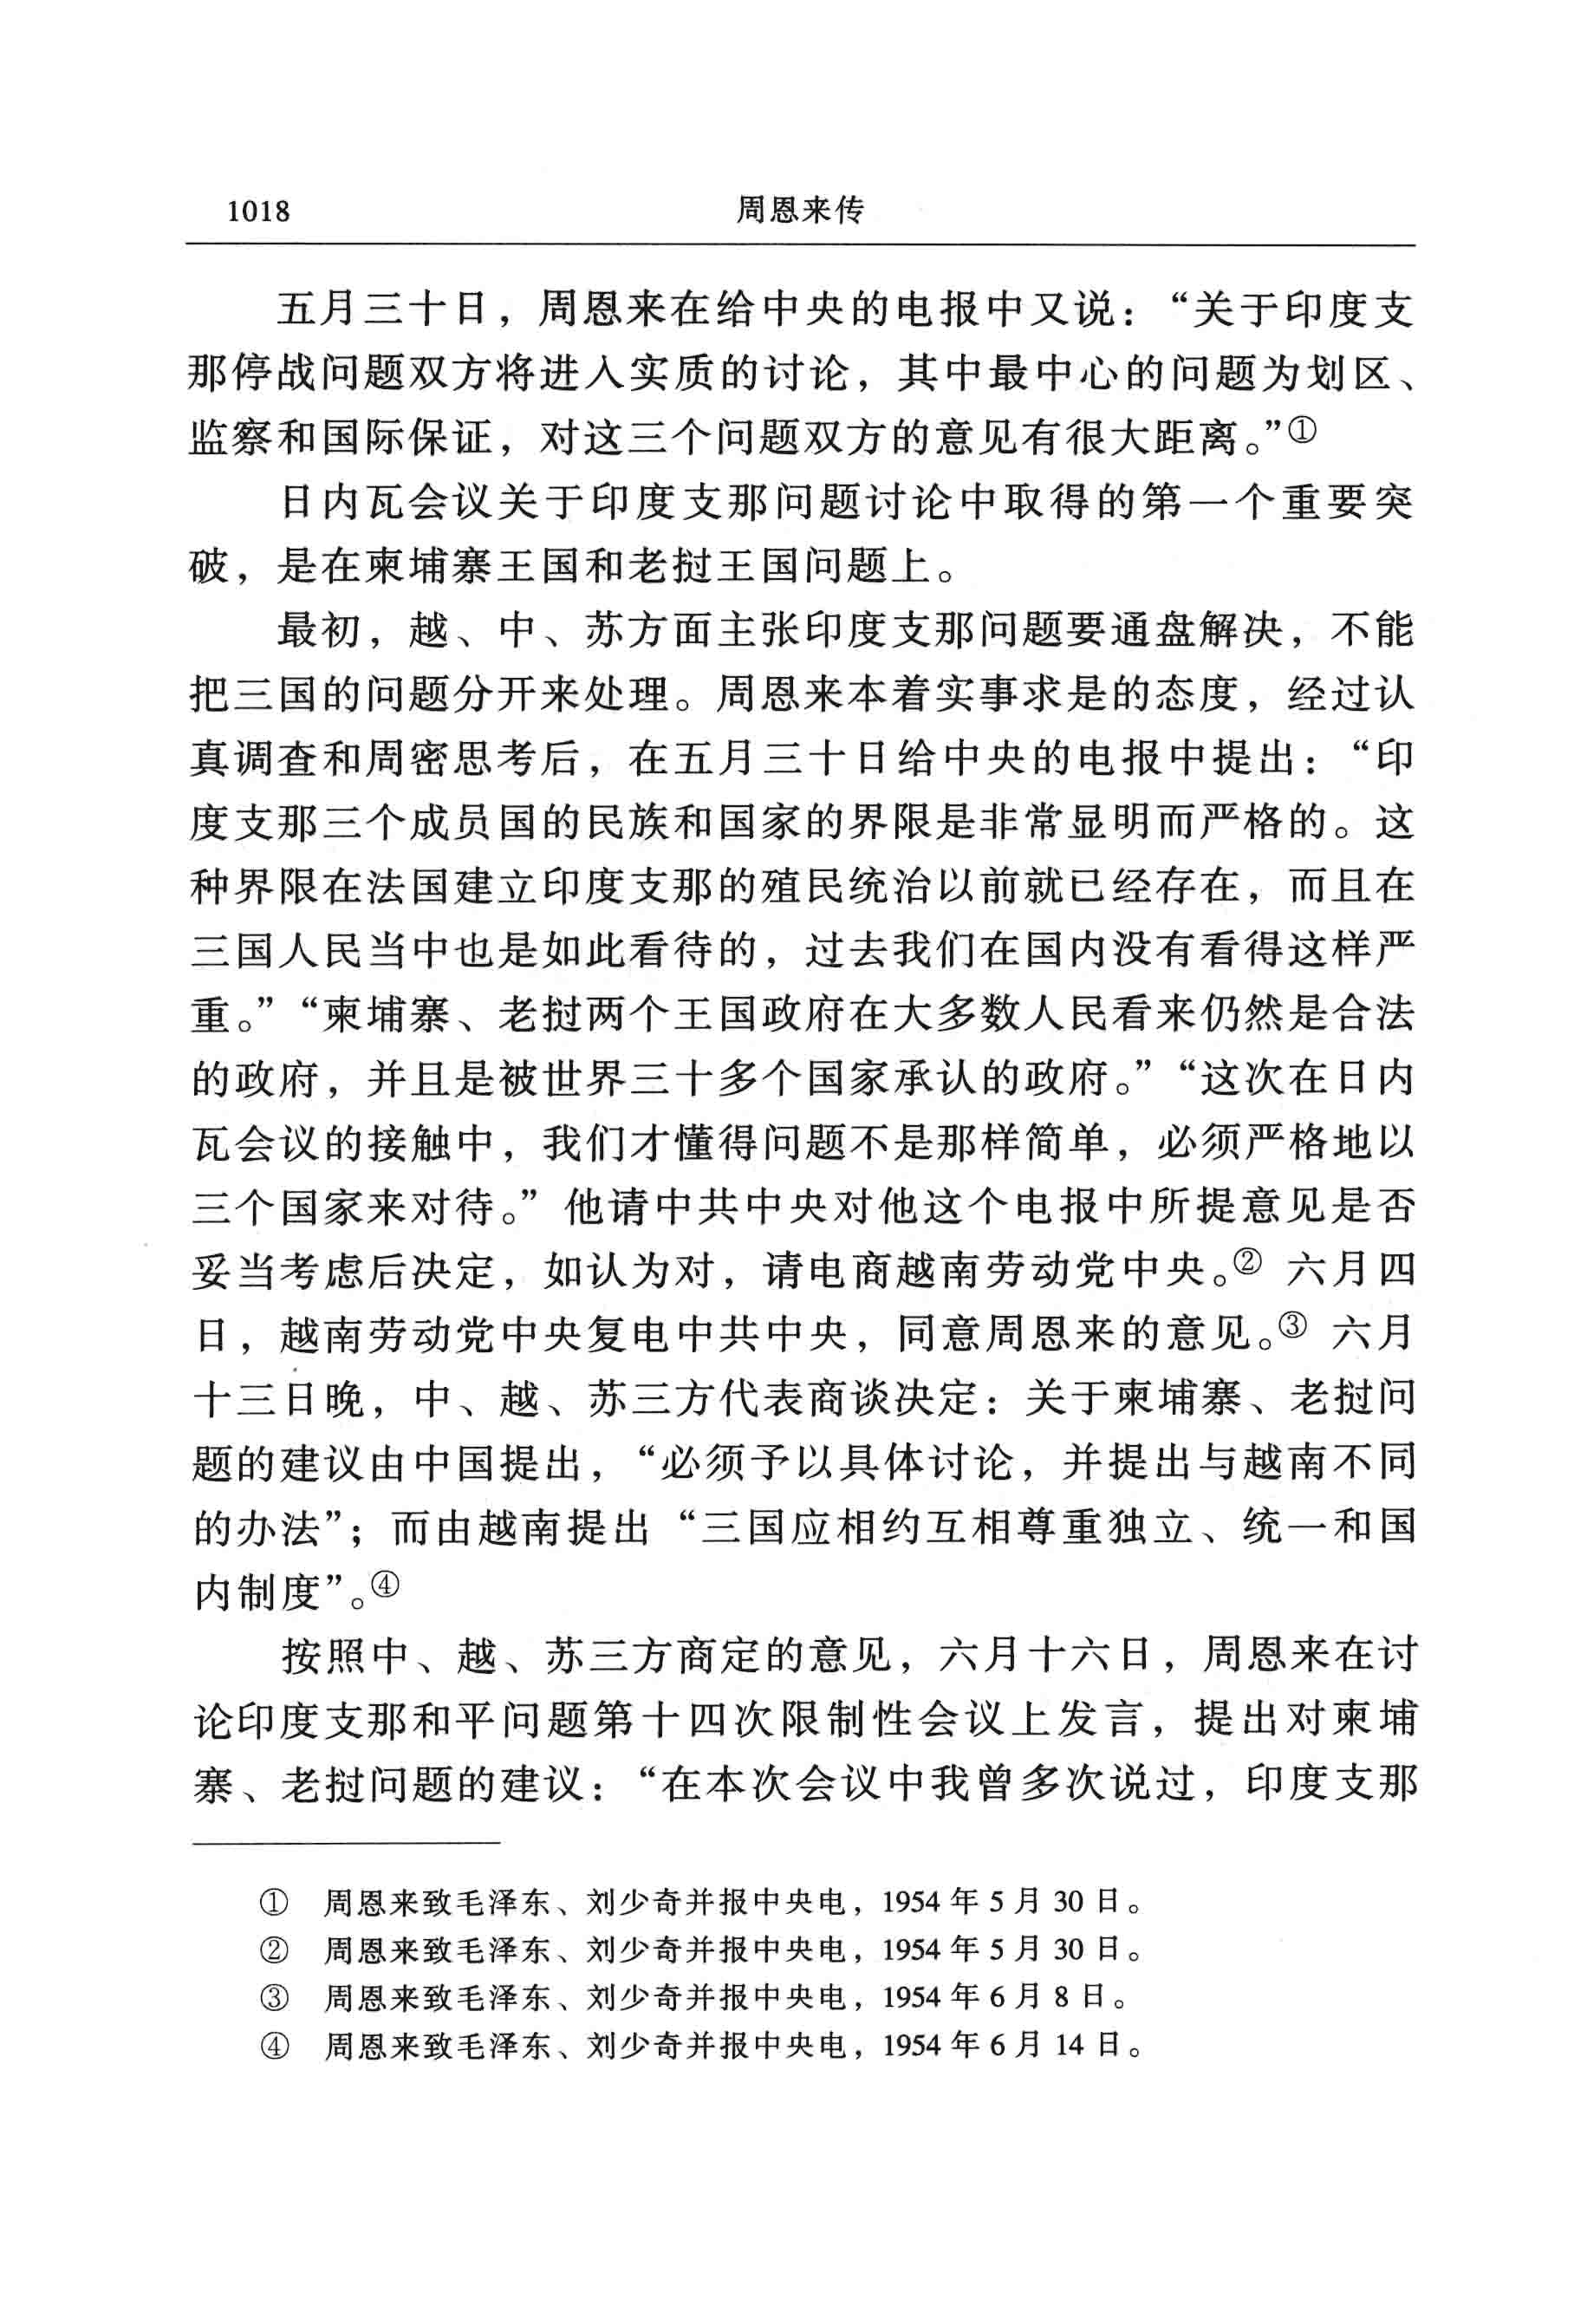 1018 周恩来传
五月三十日，周恩来在给中央的电报中又说：“关于印度支
那停战问题双方将进入实质的讨论，其中最中心的问题为划区、
监察和国际保证，对这三个问题双方的意见有很大距离。”①
日内瓦会议关于印度支那问题讨论中取得的第一个重要突
破，是在柬埔寨王国和老挝王国问题上。
最初，越、中、苏方面主张印度支那问题要通盘解决，不能
把三国的问题分开来处理。周恩来本着实事求是的态度，经过认
真调查和周密思考后，在五月三十日给中央的电报中提出：“印
度支那三个成员国的民族和国家的界限是非常显明而严格的。这
种界限在法国建立印度支那的殖民统治以前就已经存在，而且在
三国人民当中也是如此看待的，过去我们在国内没有看得这样严
重。”“柬埔寨、老挝两个王国政府在大多数人民看来仍然是合法
的政府，并且是被世界三十多个国家承认的政府。”“这次在日内
瓦会议的接触中，我们才懂得问题不是那样简单，必须严格地以
三个国家来对待。”他请中共中央对他这个电报中所提意见是否
妥当考虑后决定，如认为对，请电商越南劳动党中央。② 六月四
日，越南劳动党中央复电中共中央，同意周恩来的意见。③ 六月
十三日晚，中、越、苏三方代表商谈决定：关于柬埔寨、老挝问
题的建议由中国提出，“必须予以具体讨论，并提出与越南不同
的办法”；而由越南提出“三国应相约互相尊重独立、统一和国
内制度”。④
按照中、越、苏三方商定的意见，六月十六日，周恩来在讨
论印度支那和平问题第十四次限制性会议上发言，提出对柬埔
寨、老挝问题的建议：“在本次会议中我曾多次说过，印度支那
① 周恩来致毛泽东、刘少奇并报中央电，1954 年 5 月 30 日。
② 周恩来致毛泽东、刘少奇并报中央电，1954 年 5 月 30 日。
③ 周恩来致毛泽东、刘少奇并报中央电，1954 年 6 月 8 日。
④ 周恩来致毛泽东、刘少奇并报中央电，1954 年 6 月 14 日。